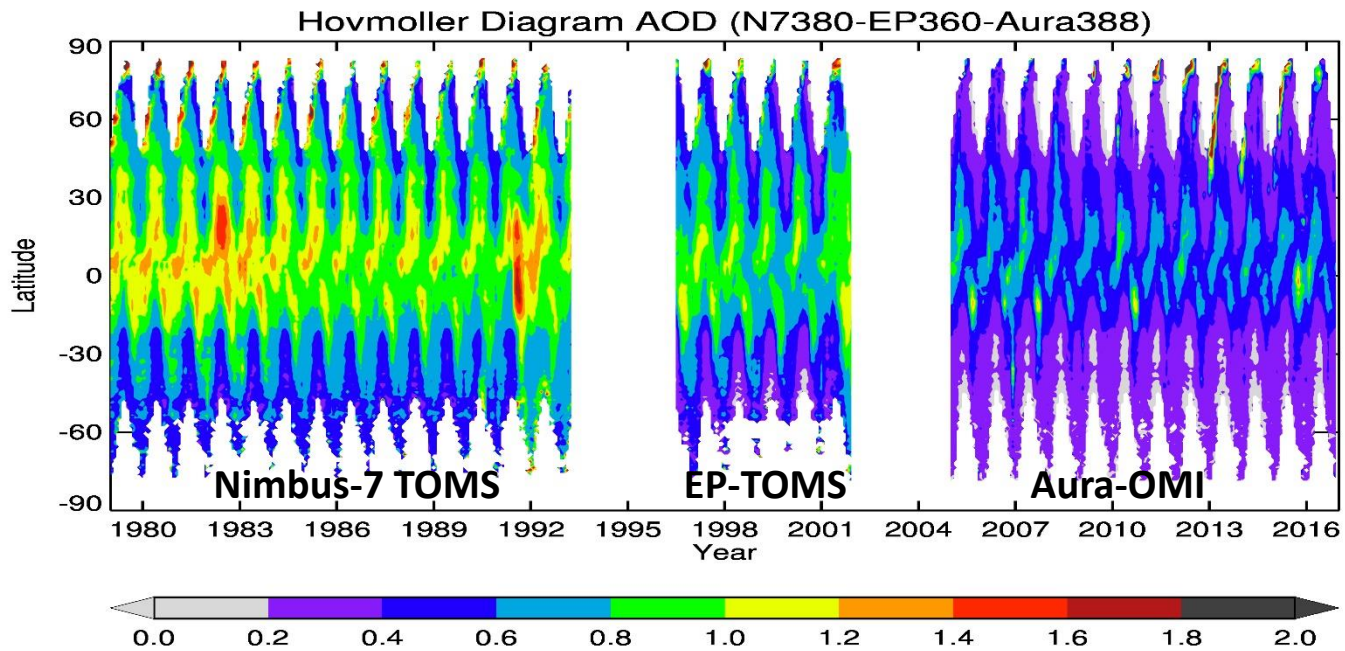 Hovmoller Diagram AOD (N7380-EP360-Aura388)
90
60
30
0
-30
-60
-90
Latitude
Nimbus-7 TOMS EP-TOMS Aura-OMI
1980 1983 1986 1989 1992 1995 1998 2001 2004 2007 2010 2013 2016
Year
0.0 0.2 0.4 0.6 0.8 1.0 1.2 1.4 1.6 1.8 2.0